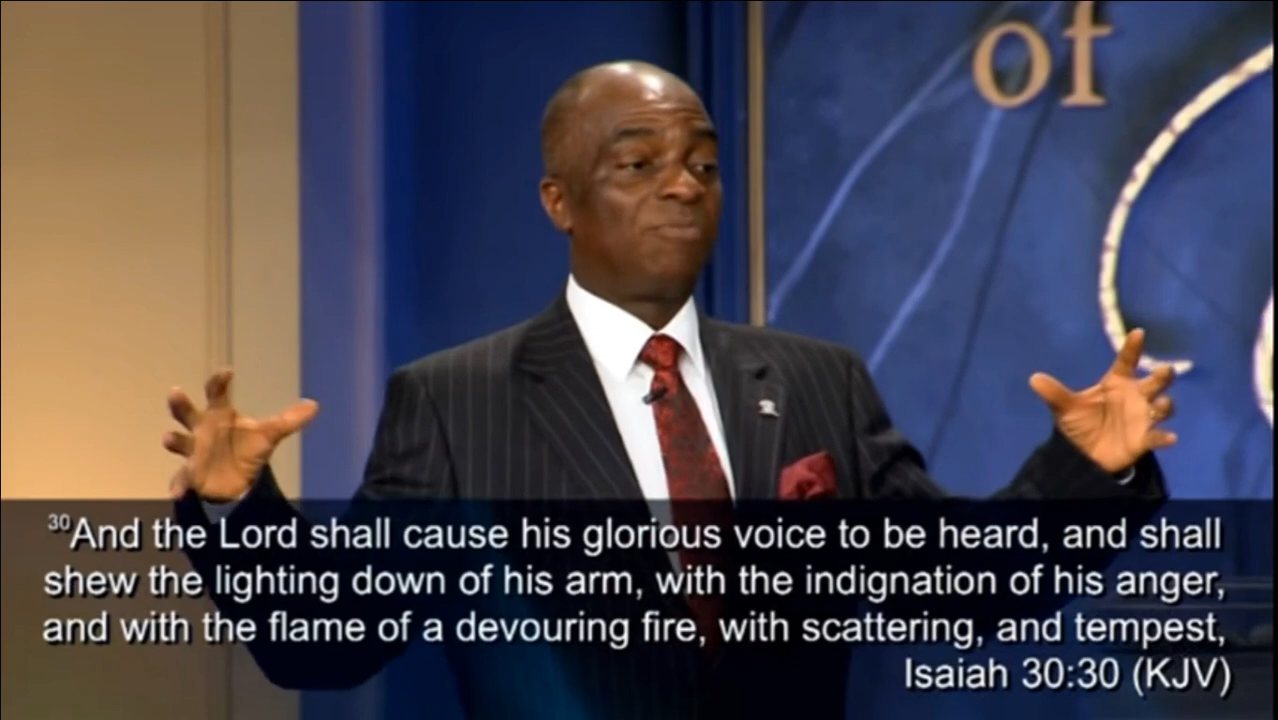 of
³⁰And the Lord shall cause his glorious voice to be heard, and shall
shew the lighting down of his arm, with the indignation of his anger,
and with the flame of a devouring fire, with scattering, and tempest,
Isaiah 30:30 (KJV)